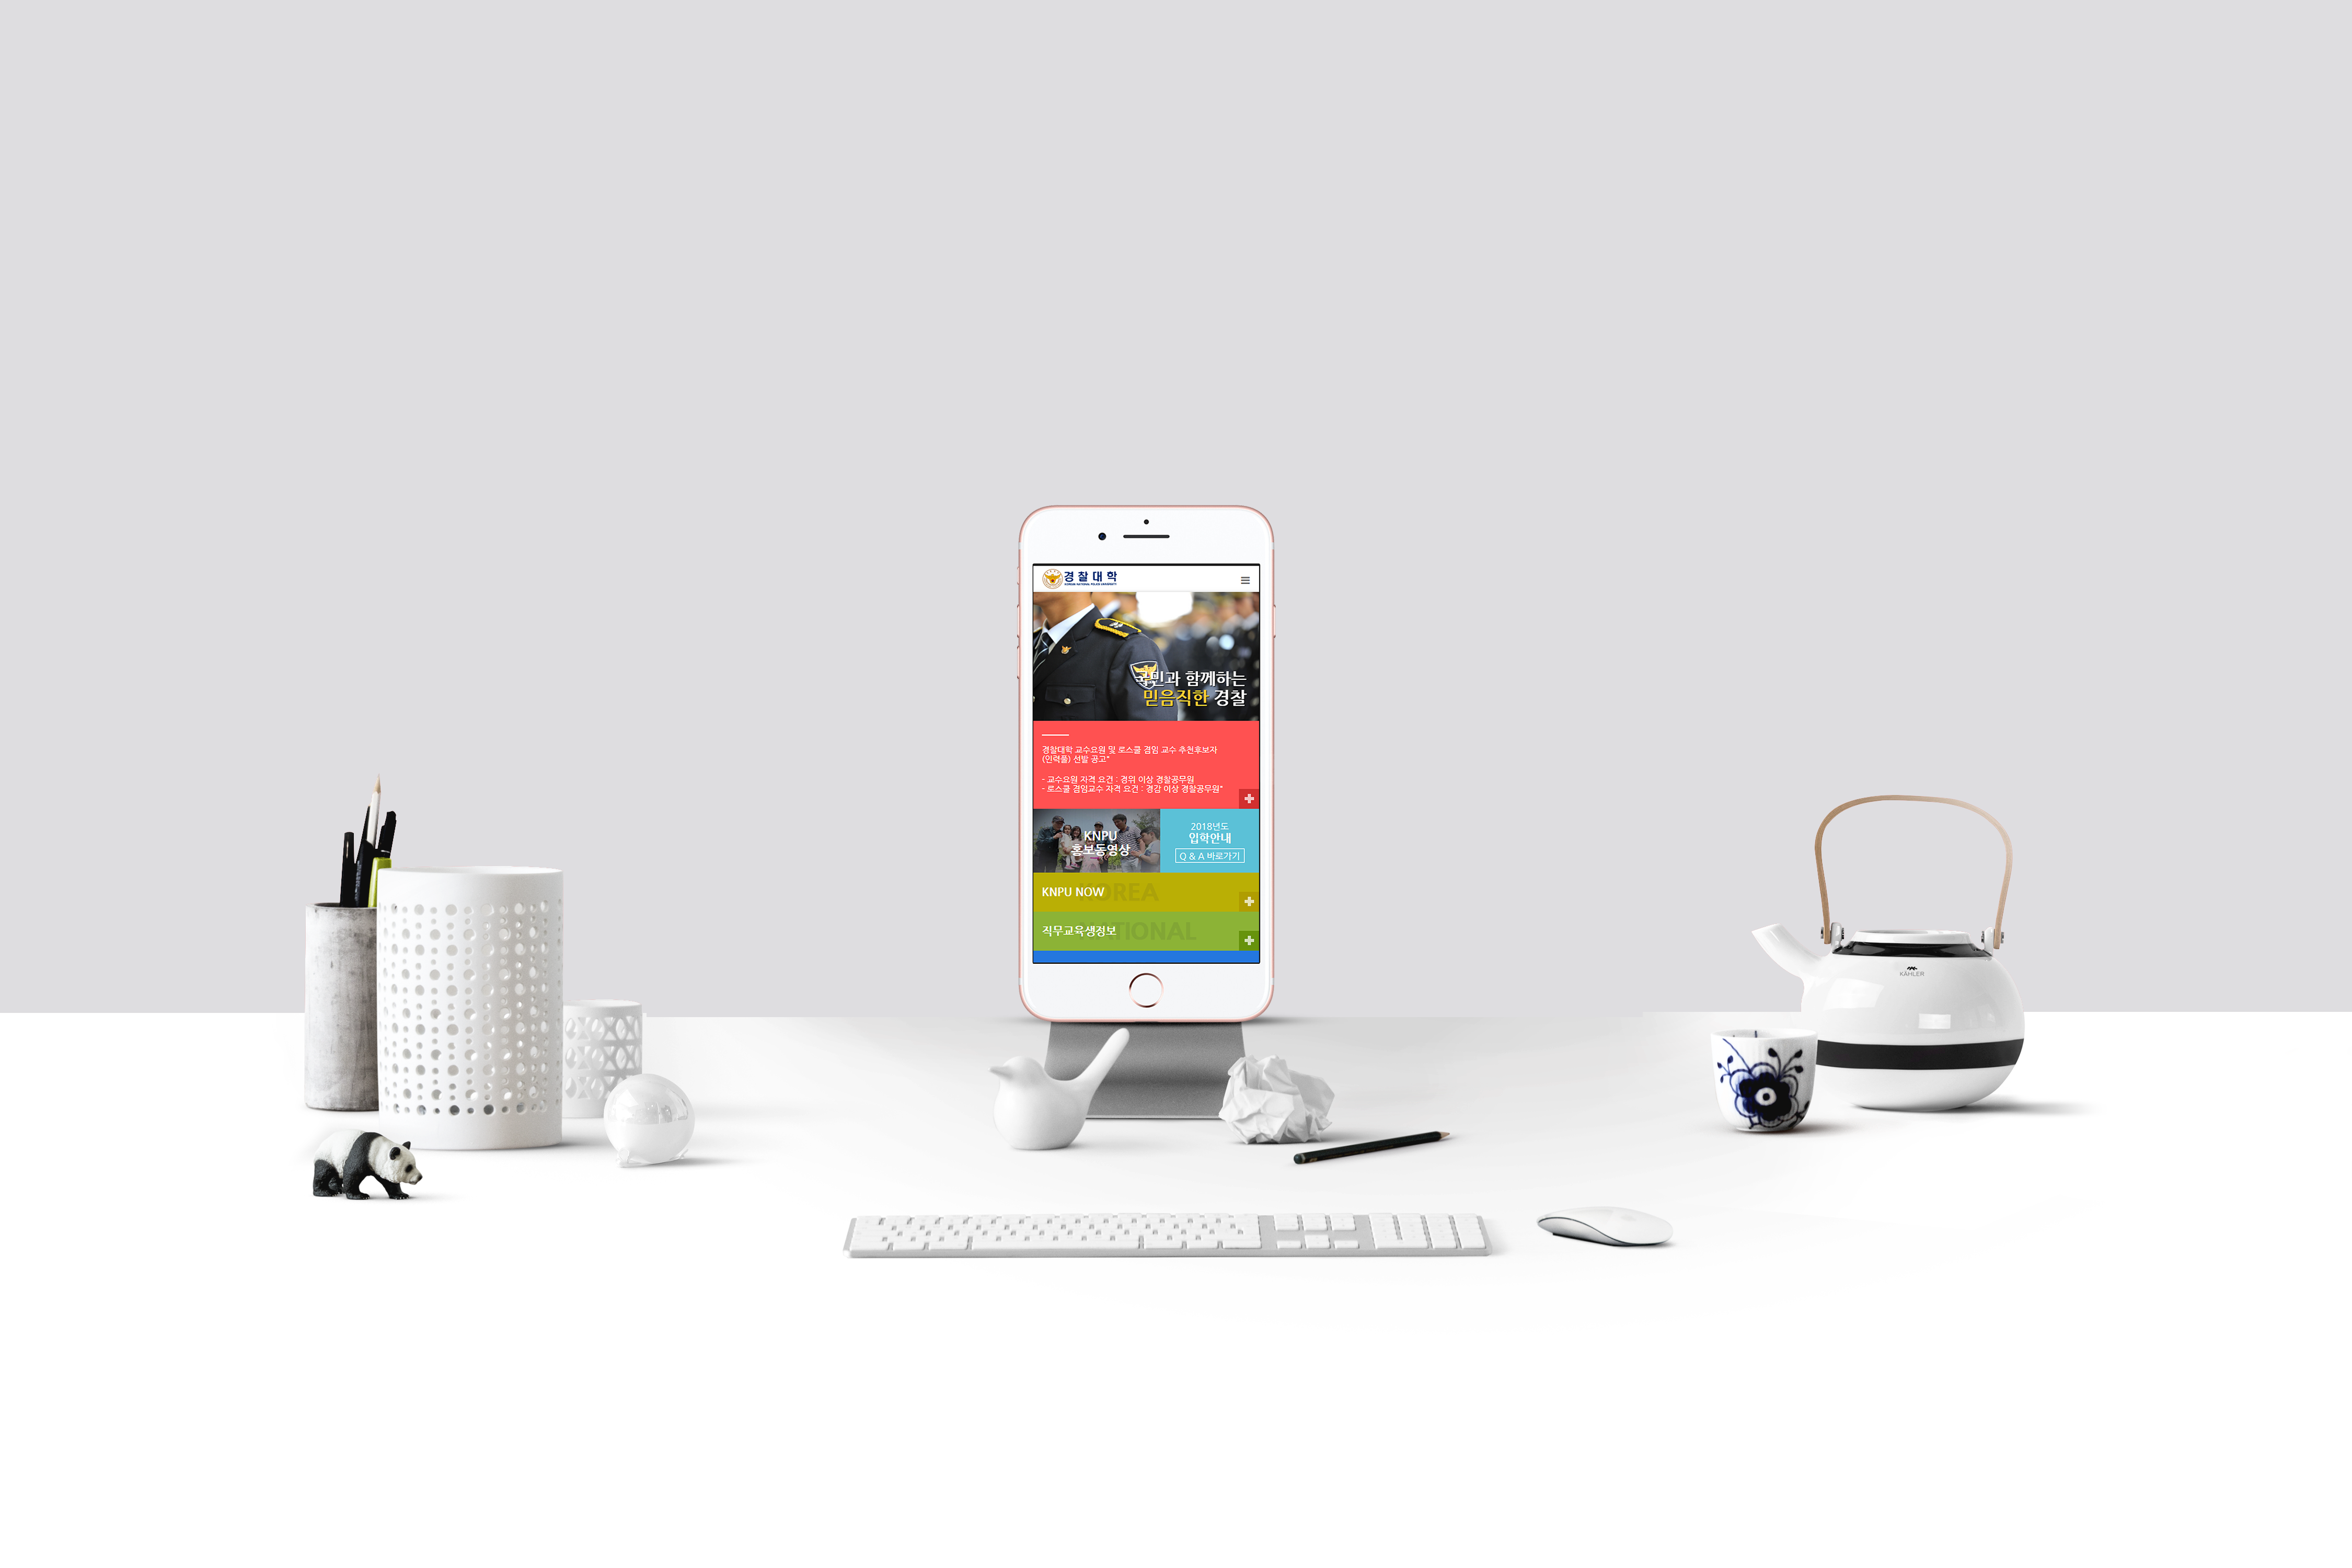 경찰대학
KOREAN NATIONAL POLICE UNIVERSITY
국민과 함께하는
믿음직한 경찰
경찰대학 교수요원 및 로스쿨 겸임 교수 추천후보자
(인력풀) 선발 공고"
- 교수요원 자격 요건 : 경위 이상 경찰공무원
- 로스쿨 겸임교수 자격 요건 : 경감 이상 경찰공무원"
KNPU
홍보동영상
2018년도
입학안내
Q & A 바로가기
KOREA
KNPU NOW
NATIONAL
직무교육생정보
KÄHLER